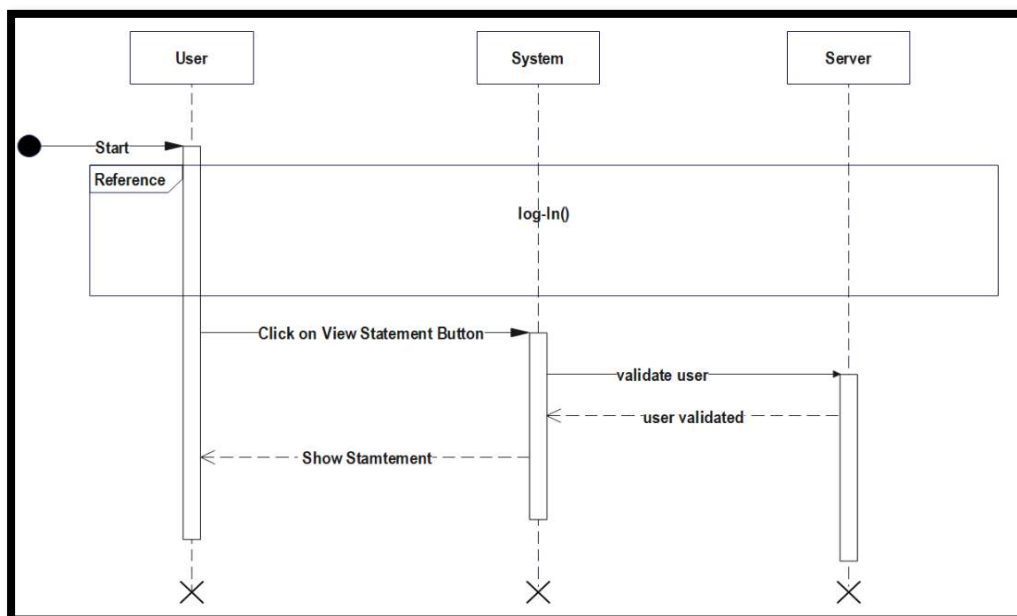 User
System
Server
Start
Reference
log-In()
Click on View Statement Button
validate user
user validated
Show Stamtement